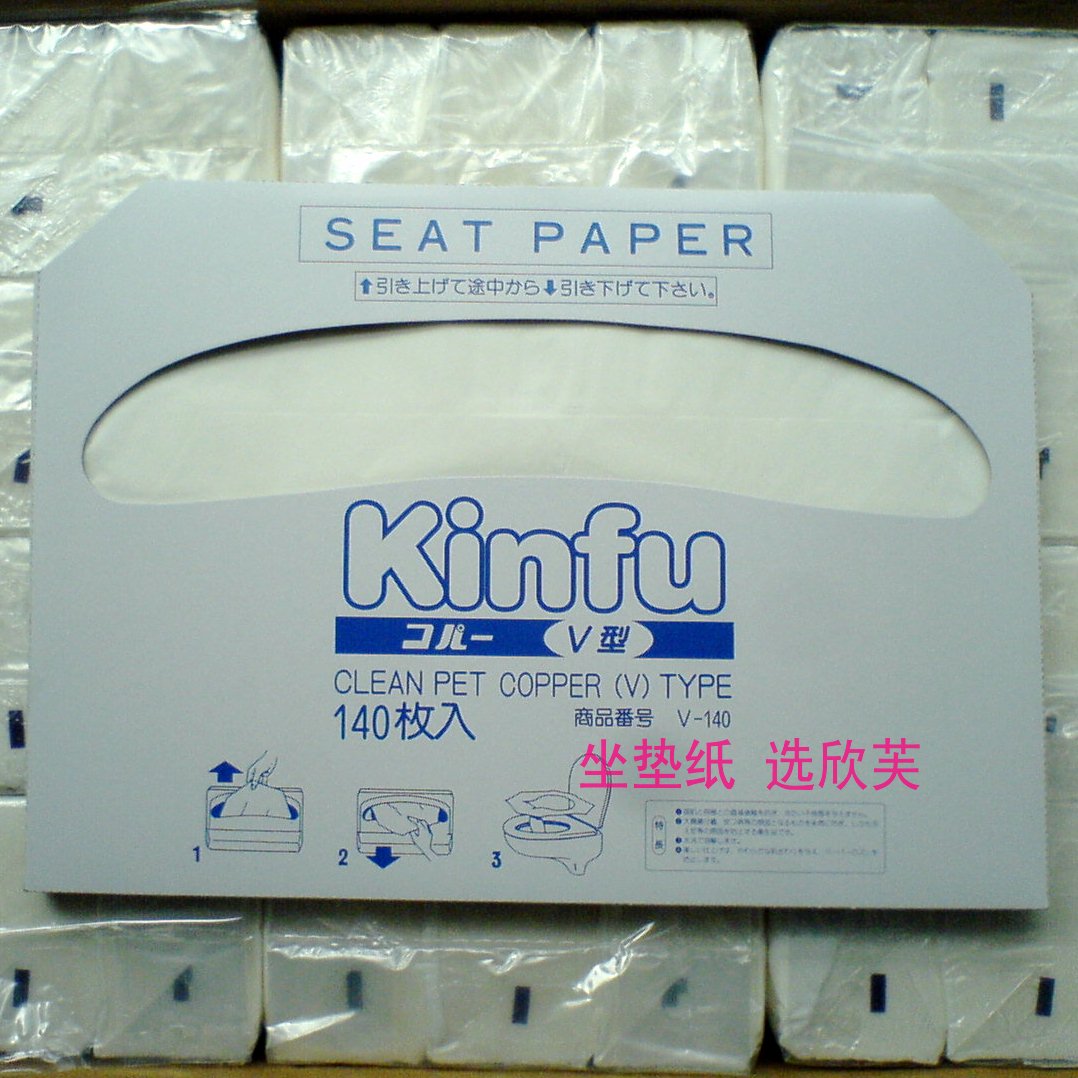 SEAT PAPER
⬆引き上げて途中から⬇引き下げて下さい。
Kinfu
コパー V型
CLEAN PET COPPER (V) TYPE
140枚入 商品番号 V-140
坐垫纸 选欣芙
1 2 3
特長